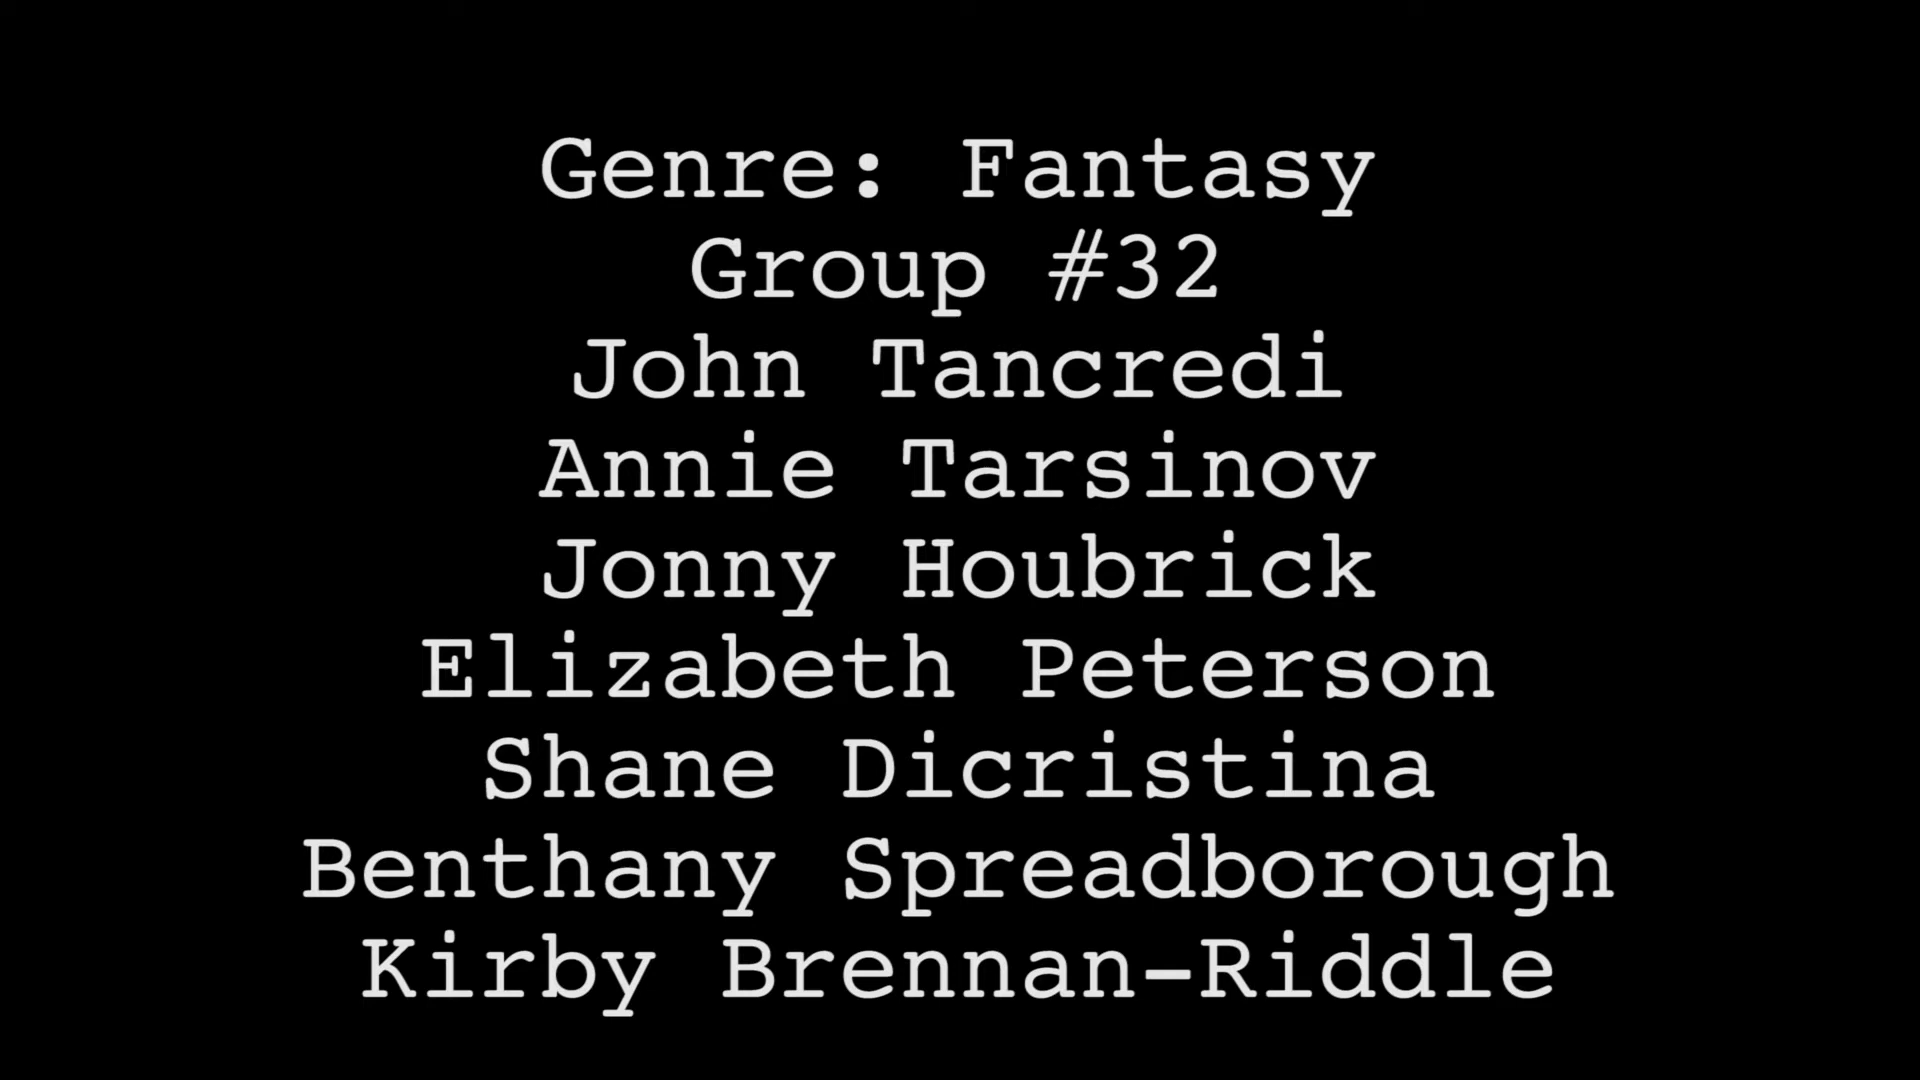 Genre: Fantasy
Group #32
John Tancredi
Annie Tarsinov
Jonny Houbrick
Elizabeth Peterson
Shane Dicristina
Benthany Spreadborough
Kirby Brennan-Riddle